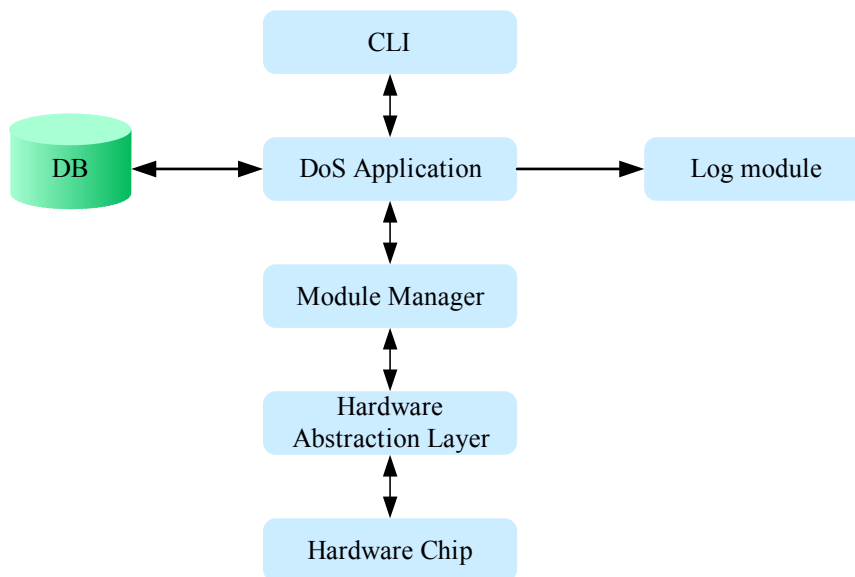 CLI
DB
DoS Application
Log module
Module Manager
Hardware
Abstraction Layer
Hardware Chip